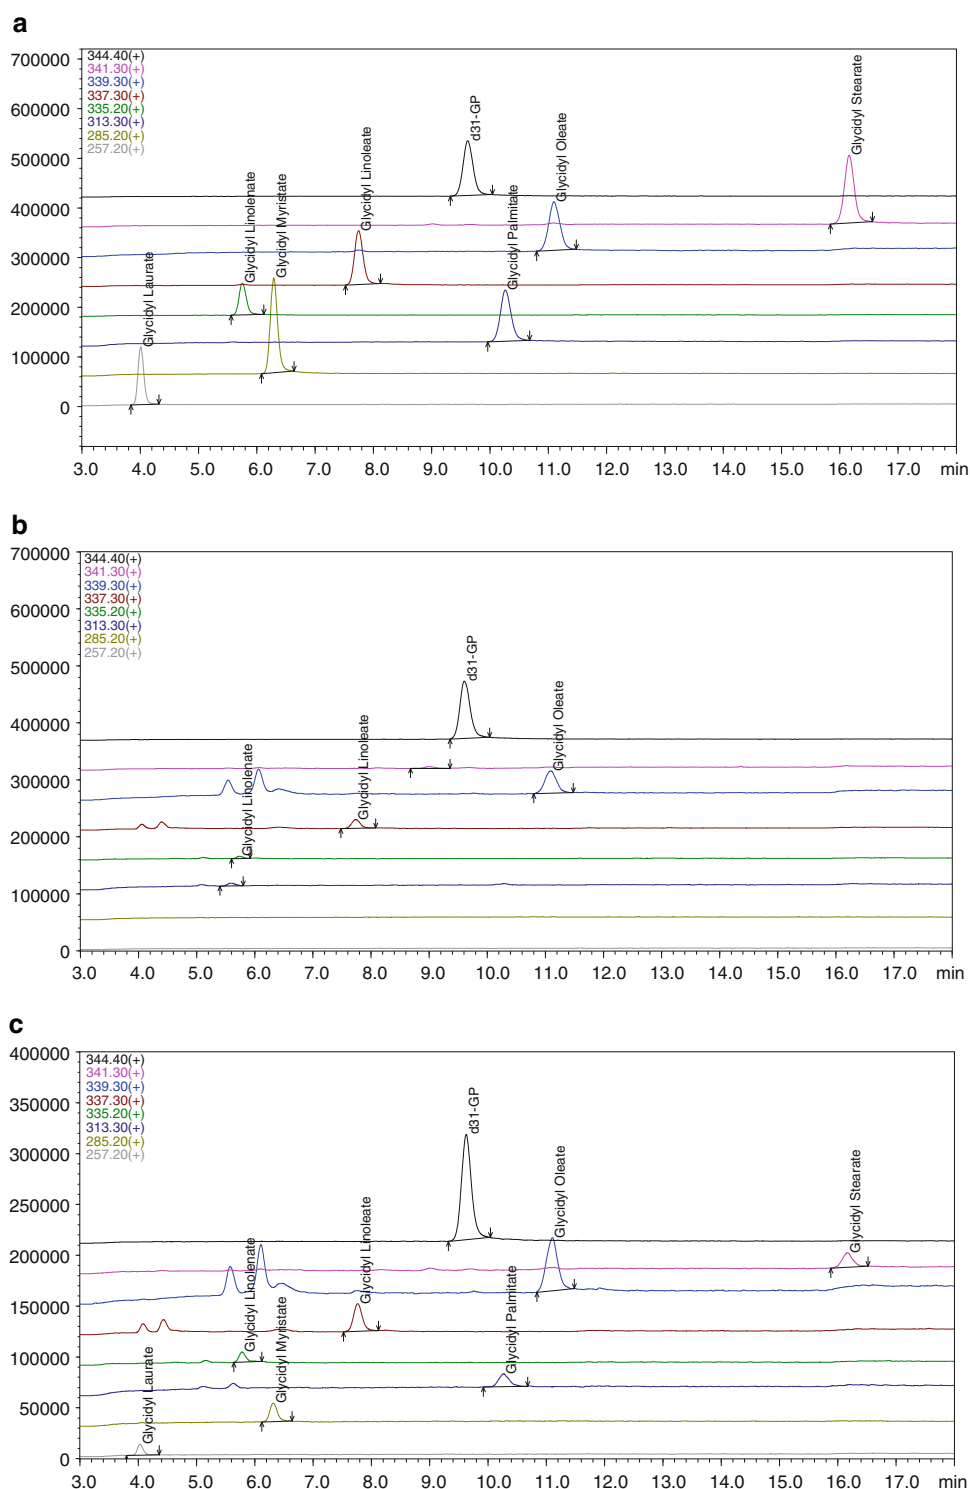 a
700000
600000
500000
400000
300000
200000
100000
0
344.40(+)
341.30(+)
339.30(+)
337.30(+)
335.20(+)
313.30(+)
285.20(+)
257.20(+)
Glycidyl Laurate
Glycidyl Linolenate
Glycidyl Myristate
Glycidyl Linoleate
d31-GP
Glycidyl Palmitate
Glycidyl Oleate
Glycidyl Stearate
3.0 4.0 5.0 6.0 7.0 8.0 9.0 10.0 11.0 12.0 13.0 14.0 15.0 16.0 17.0 min
b
700000
600000
500000
400000
300000
200000
100000
0
344.40(+)
341.30(+)
339.30(+)
337.30(+)
335.20(+)
313.30(+)
285.20(+)
257.20(+)
Glycidyl Linolenate
Glycidyl Linoleate
d31-GP
Glycidyl Oleate
3.0 4.0 5.0 6.0 7.0 8.0 9.0 10.0 11.0 12.0 13.0 14.0 15.0 16.0 17.0 min
c
400000
350000
300000
250000
200000
150000
100000
50000
0
344.40(+)
341.30(+)
339.30(+)
337.30(+)
335.20(+)
313.30(+)
285.20(+)
257.20(+)
Glycidyl Laurate
Glycidyl Linolenate
Glycidyl Myristate
Glycidyl Linoleate
d31-GP
Glycidyl Palmitate
Glycidyl Oleate
Glycidyl Stearate
3.0 4.0 5.0 6.0 7.0 8.0 9.0 10.0 11.0 12.0 13.0 14.0 15.0 16.0 17.0 min